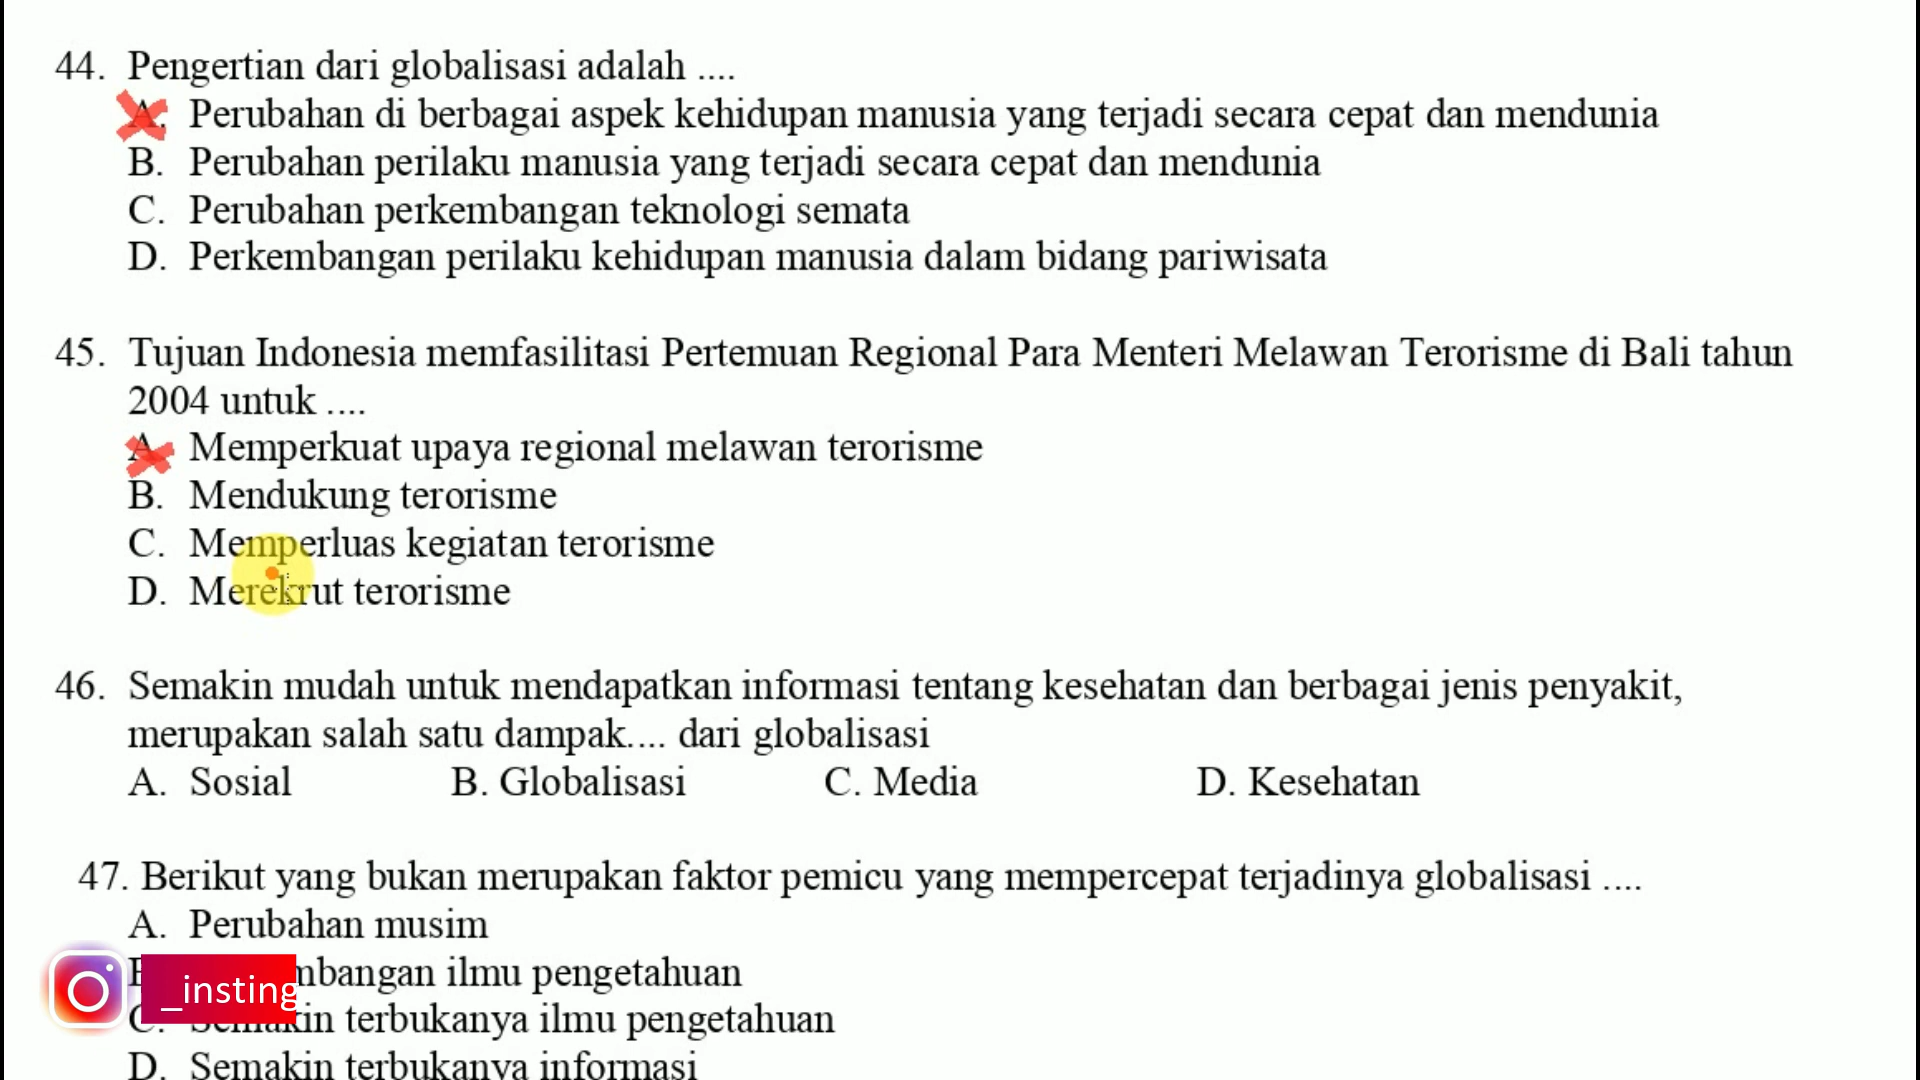 44. Pengertian dari globalisasi adalah ....
A. Perubahan di berbagai aspek kehidupan manusia yang terjadi secara cepat dan mendunia
B. Perubahan perilaku manusia yang terjadi secara cepat dan mendunia
C. Perubahan perkembangan teknologi semata
D. Perkembangan perilaku kehidupan manusia dalam bidang pariwisata
45. Tujuan Indonesia memfasilitasi Pertemuan Regional Para Menteri Melawan Terorisme di Bali tahun
2004 untuk ....
A. Memperkuat upaya regional melawan terorisme
B. Mendukung terorisme
C. Memperluas kegiatan terorisme
D. Merekrut terorisme
46. Semakin mudah untuk mendapatkan informasi tentang kesehatan dan berbagai jenis penyakit,
merupakan salah satu dampak.... dari globalisasi
A. Sosial B. Globalisasi C. Media D. Kesehatan
47. Berikut yang bukan merupakan faktor pemicu yang mempercepat terjadinya globalisasi ....
A. Perubahan musim
ilmu pengetahuan
C. Semakin terbukanya ilmu pengetahuan
D. Semakin terbukanya informasi
_insting